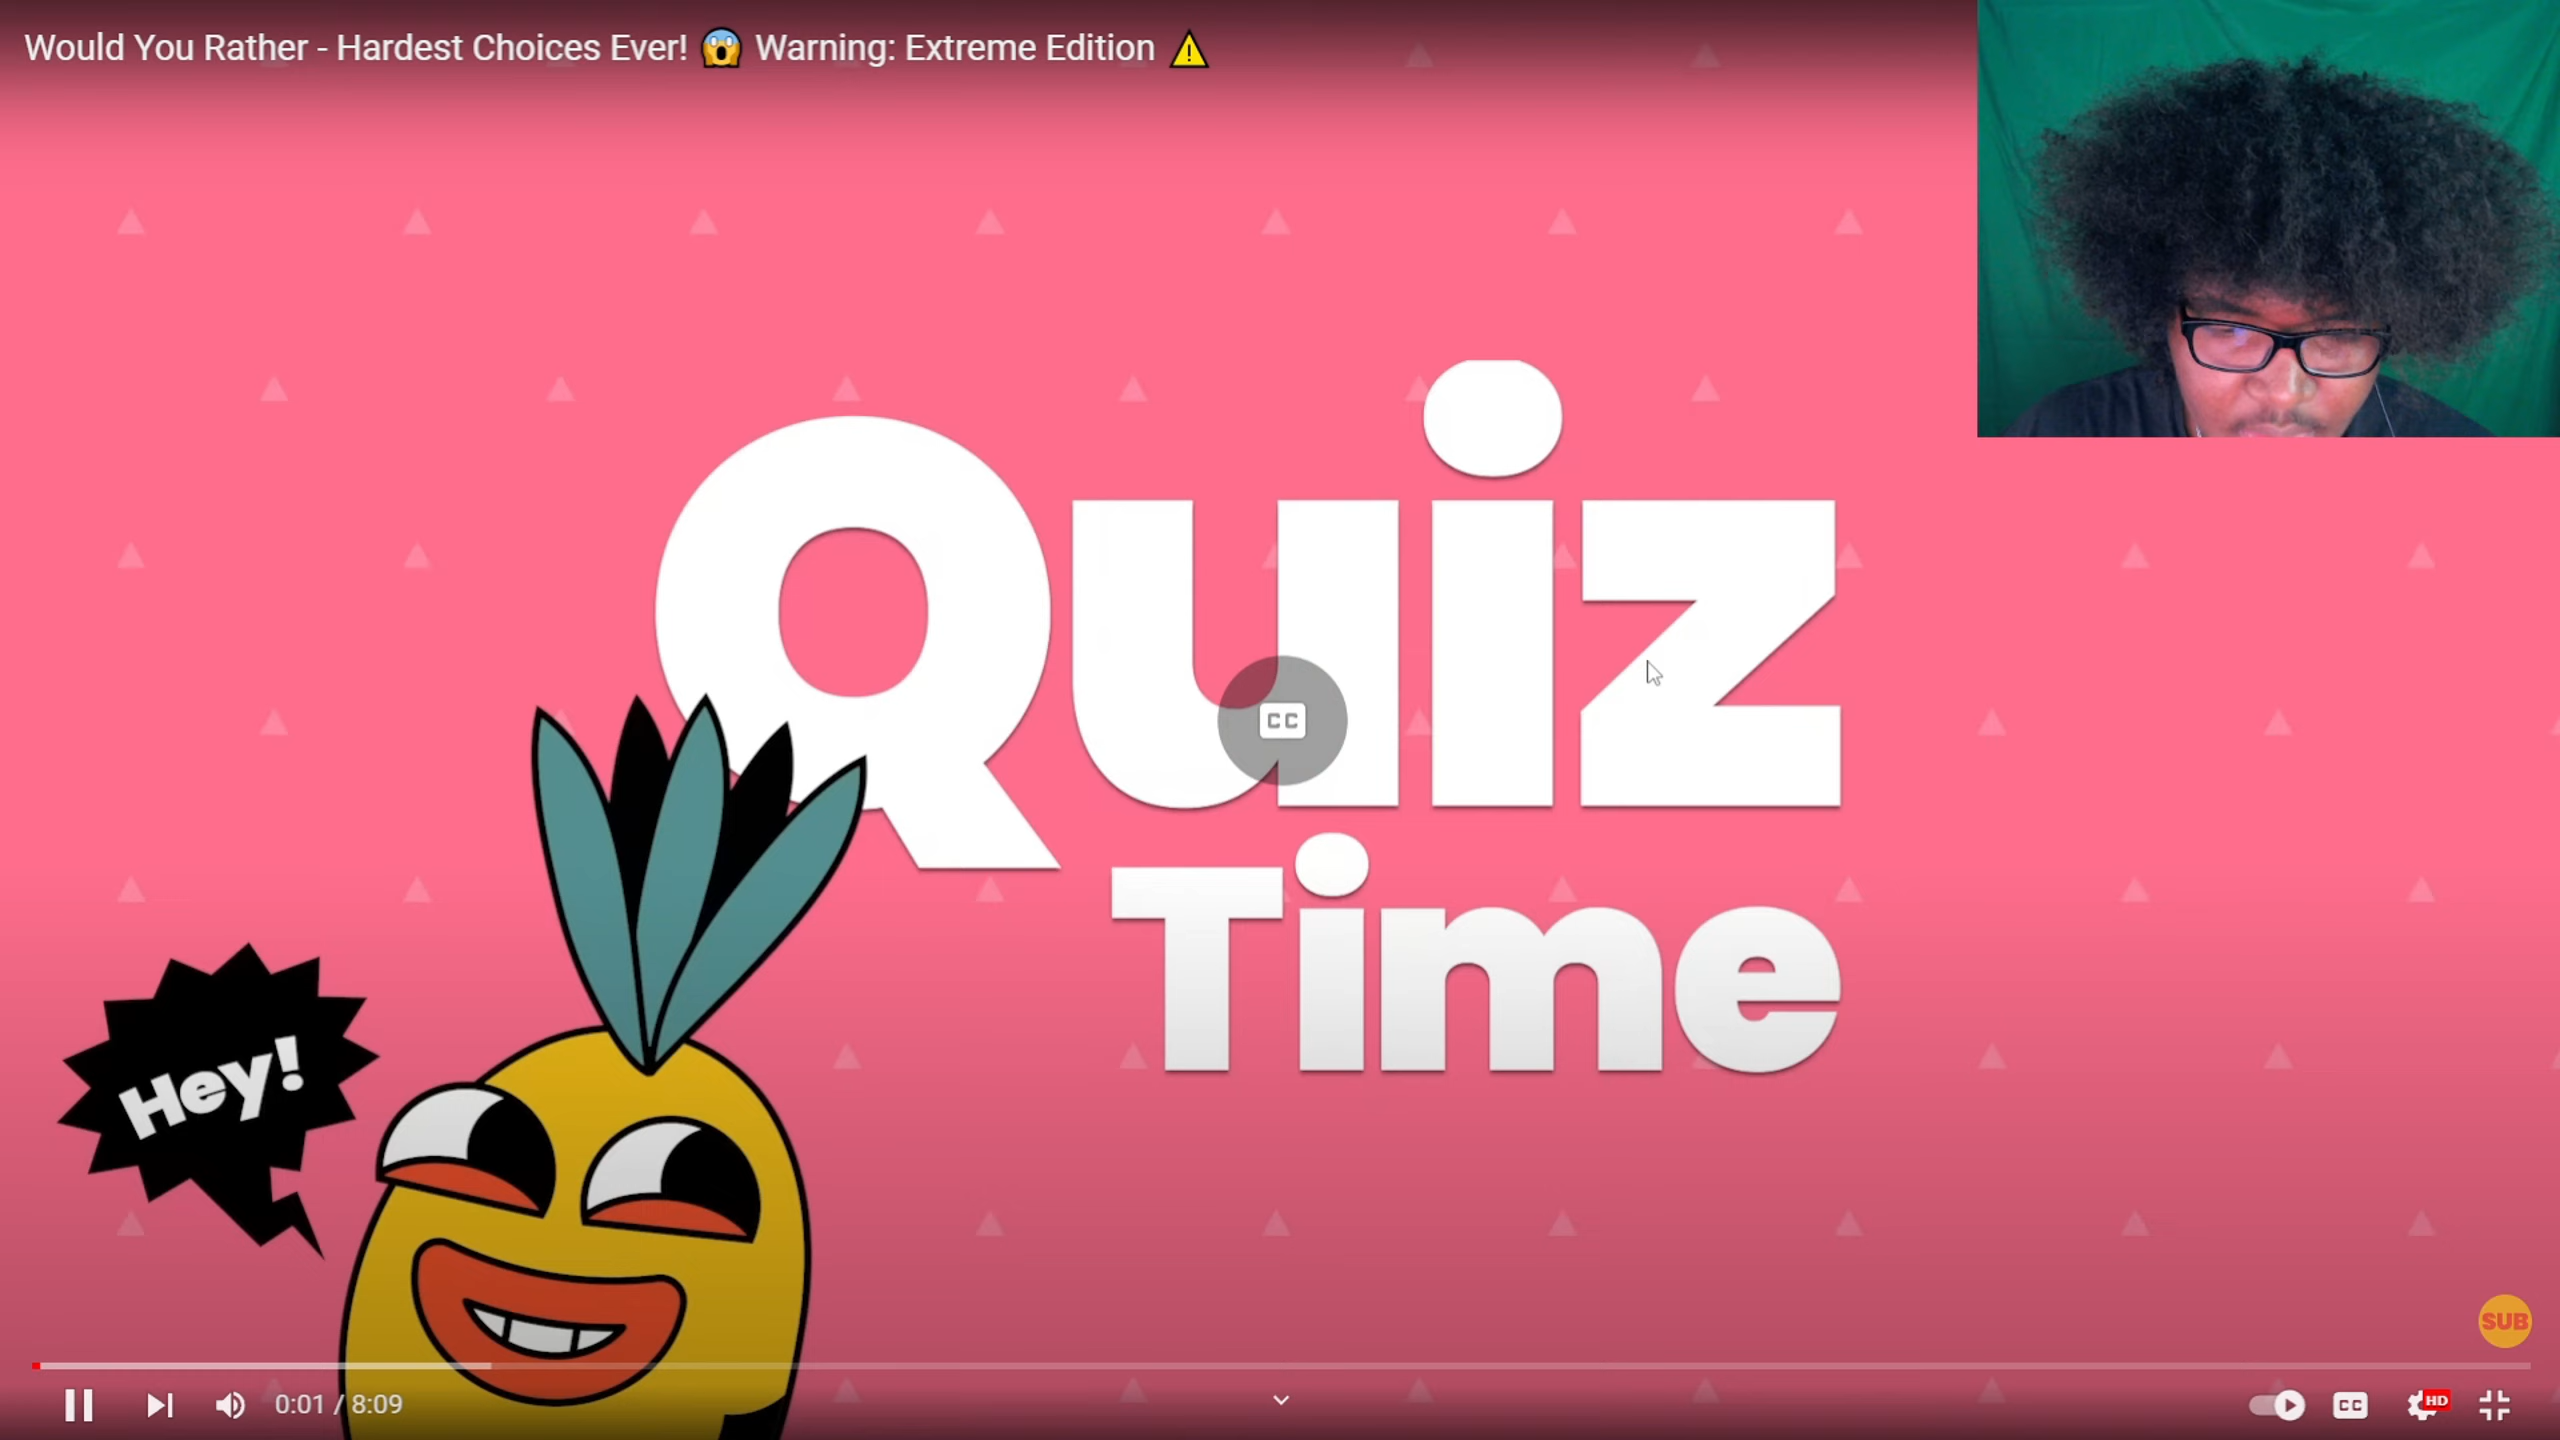 Would You Rather - Hardest Choices Ever! 😱 Warning: Extreme Edition ⚠️
Quiz
CC
Time
Hey!
SUB
0:01 / 8:09
CC
HD